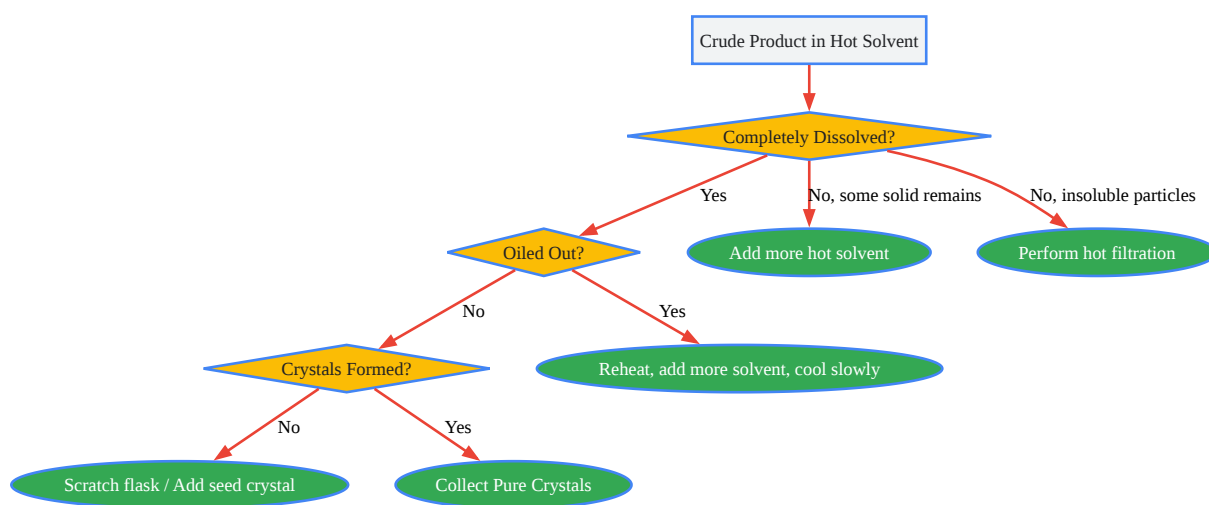 Crude Product in Hot Solvent
Completely Dissolved?
Yes
No, some solid remains
No, insoluble particles
Oiled Out?
Add more hot solvent
Perform hot filtration
No
Yes
Crystals Formed?
Reheat, add more solvent, cool slowly
No
Yes
Scratch flask / Add seed crystal
Collect Pure Crystals